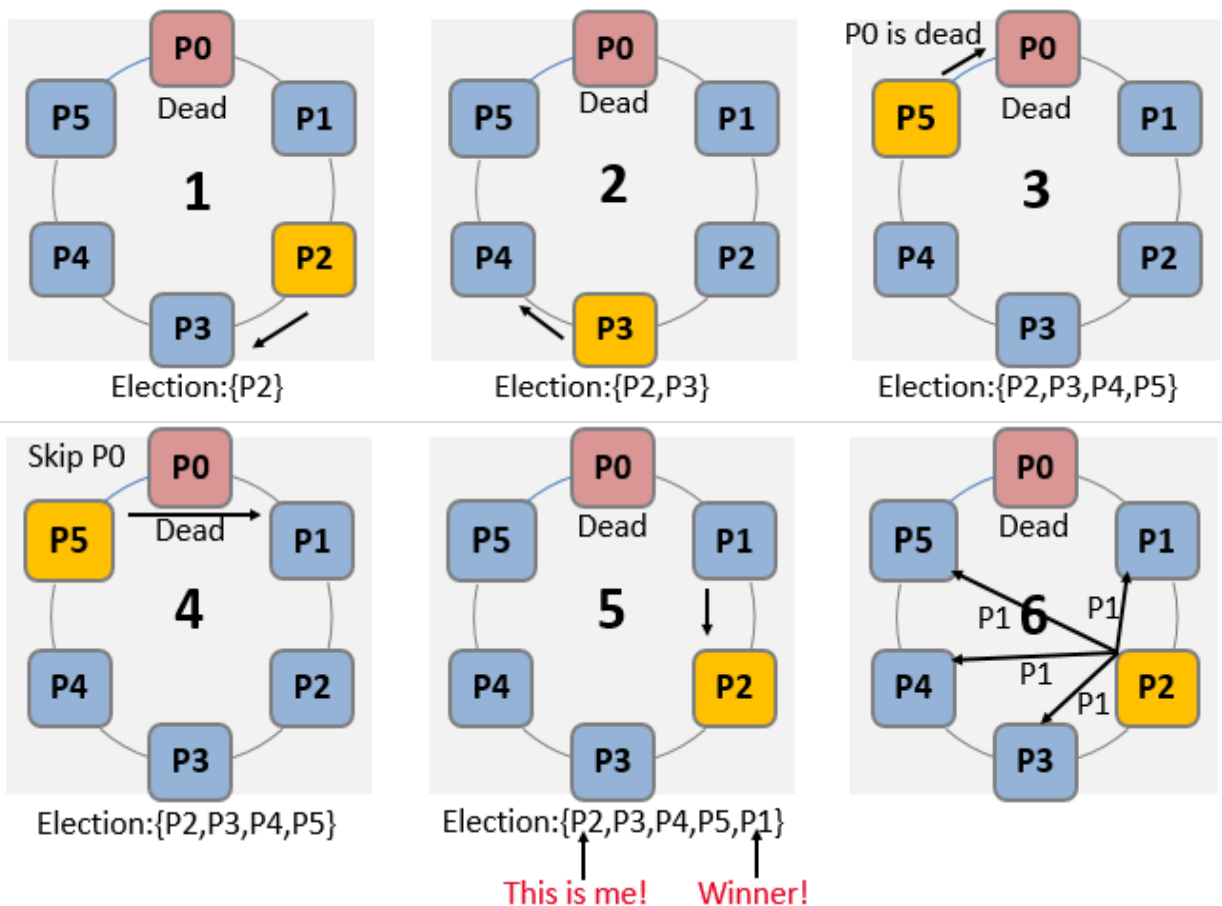 P0
P5
Dead
P1
1
P4
P2
P3
Election:{P2}
P0
P5
Dead
P1
2
P4
P2
P3
Election:{P2,P3}
P0 is dead
P0
P5
Dead
P1
3
P4
P2
P3
Election:{P2,P3,P4,P5}
Skip P0
P0
P5
Dead
P1
4
P4
P2
P3
Election:{P2,P3,P4,P5}
P0
P5
Dead
P1
5
P4
P2
P3
Election:{P2,P3,P4,P5,P1}
This is me!
Winner!
P0
Dead
P5
P1
6
P1
P1
P4
P1
P2
P1
P3